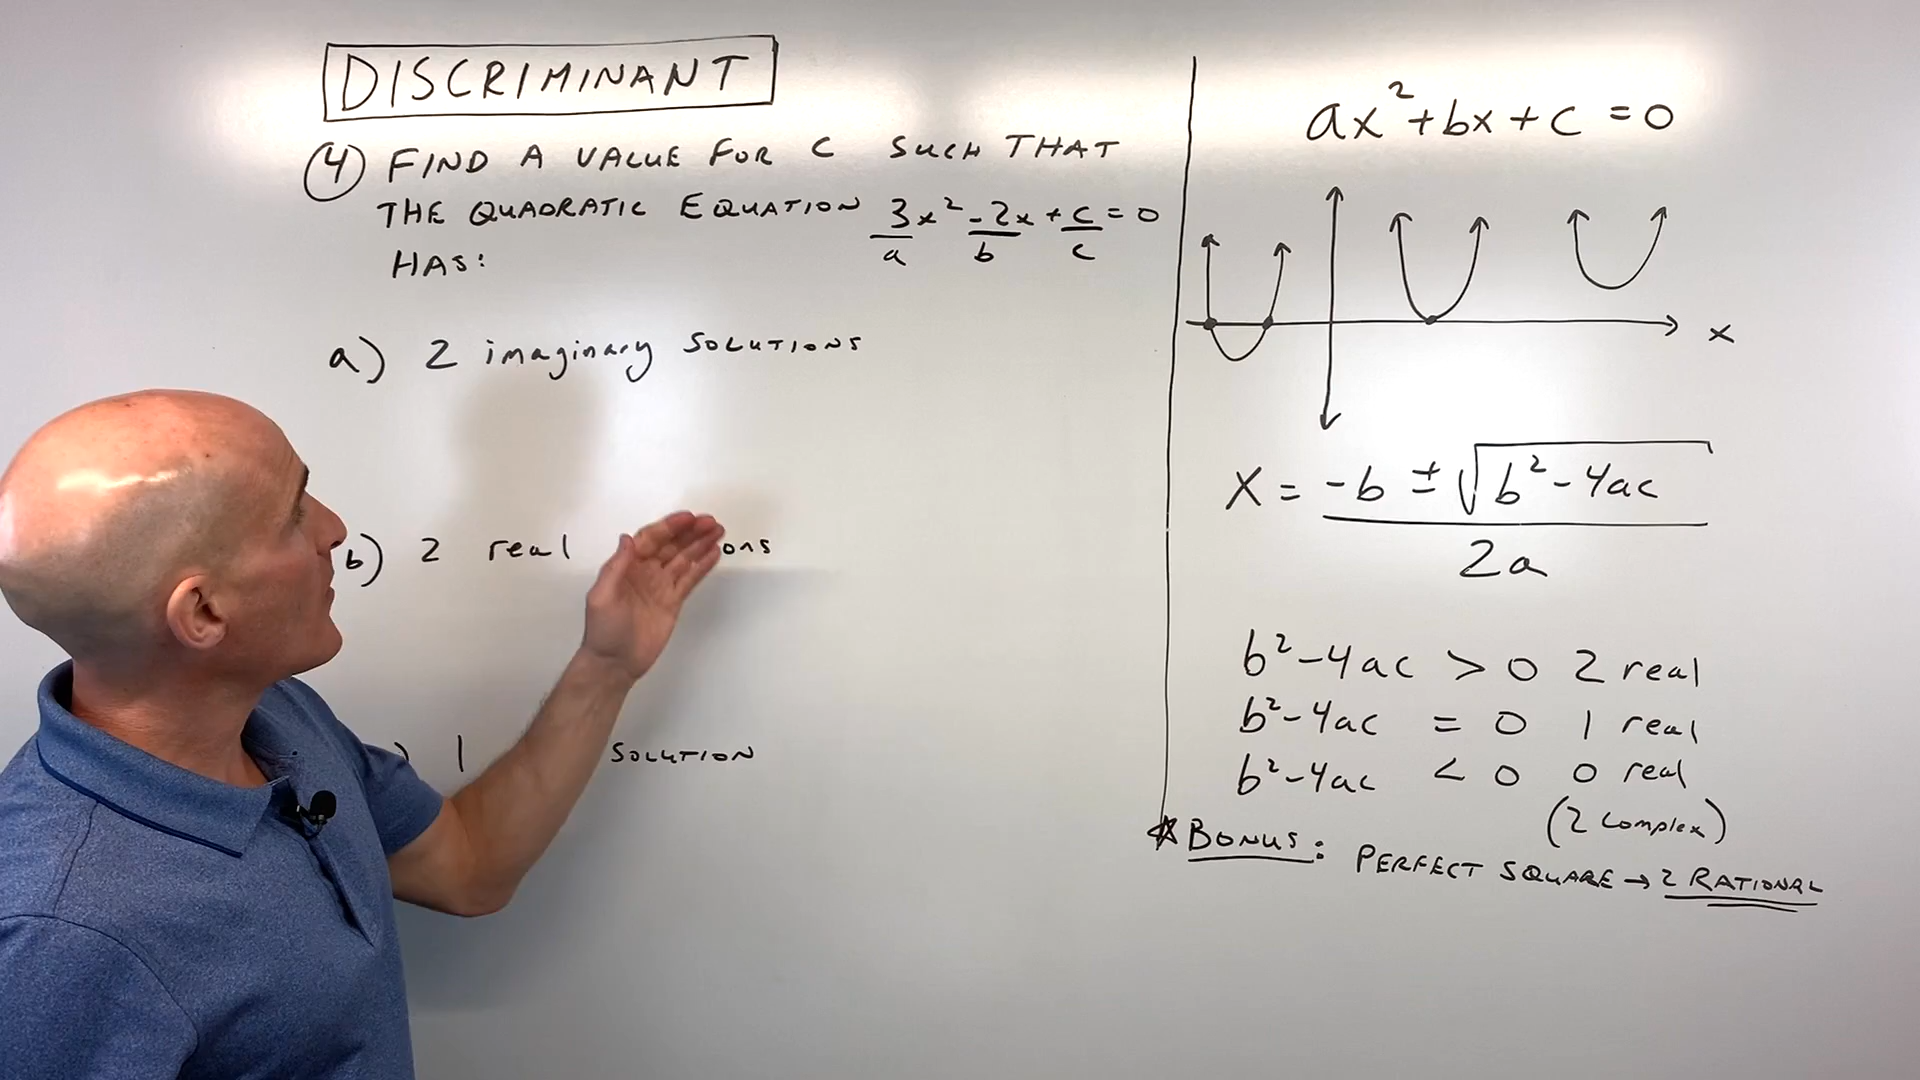 DISCRIMINANT
④ FIND A VALUE FOR C SUCH THAT
THE QUADRATIC EQUATION 3x² - 2x + c = 0
a b c
HAS:
a) 2 imaginary SOLUTIONS
b) 2 real ons
) 1 SOLUTION
ax² + bx + c = 0
x
X = -b ± √b² - 4ac
2a
b² - 4ac > 0 2 real
b² - 4ac = 0 1 real
b² - 4ac < 0 0 real
(2 complex)
☆ BONUS: PERFECT SQUARE → 2 RATIONAL